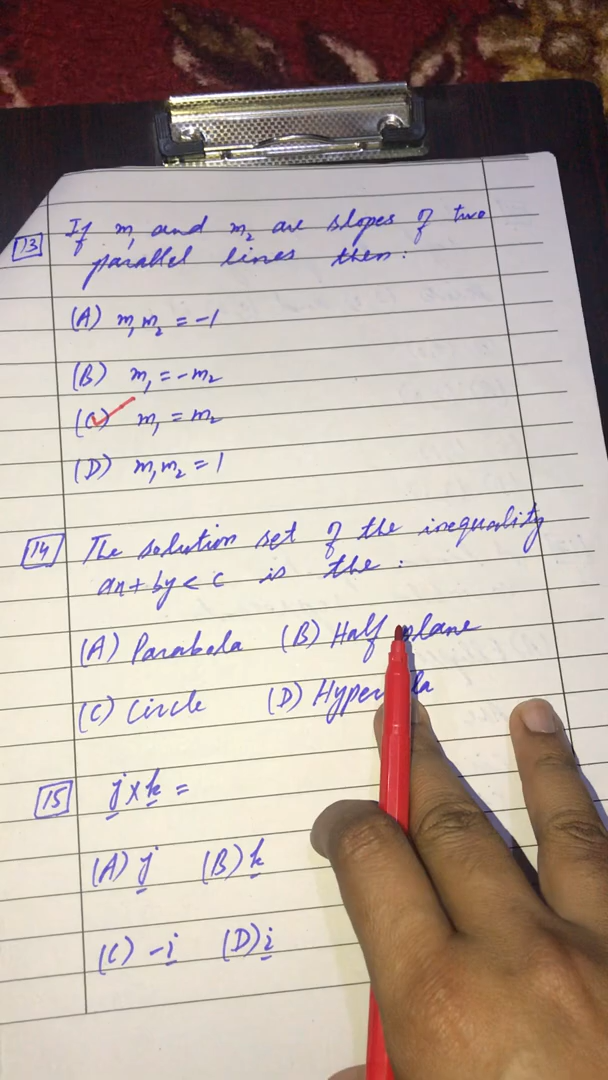 13 If m₁ and m₂ are slopes of two
parallel lines then:
(A) m₁m₂ = -1
(B) m₁ = -m₂
(C) m₁ = m₂
(D) m₁m₂ = 1
14 The solution set of the inequality
ax + by < c is the :
(A) Parabola (B) Half plane
(C) Circle (D)
15 j × k =
(A) j (B) k
(C) -i (D) i